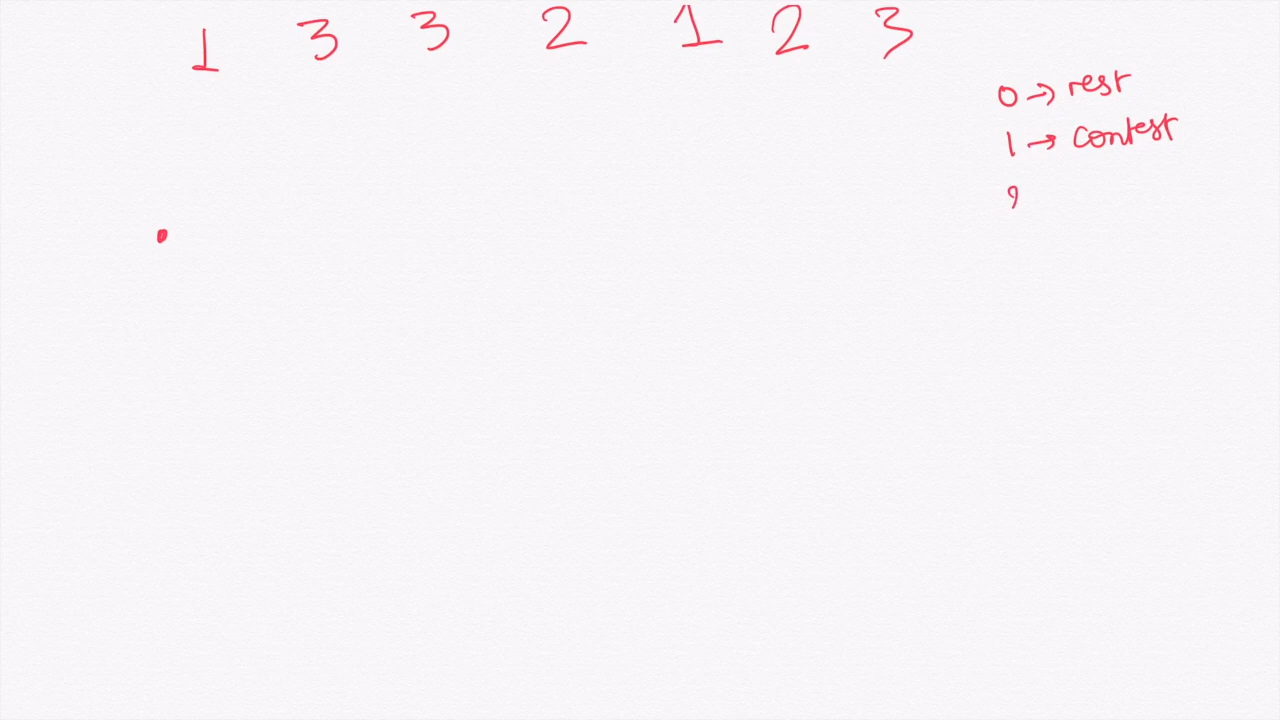 1 3 3 2 1 2 3
0 → rest
1 → contest